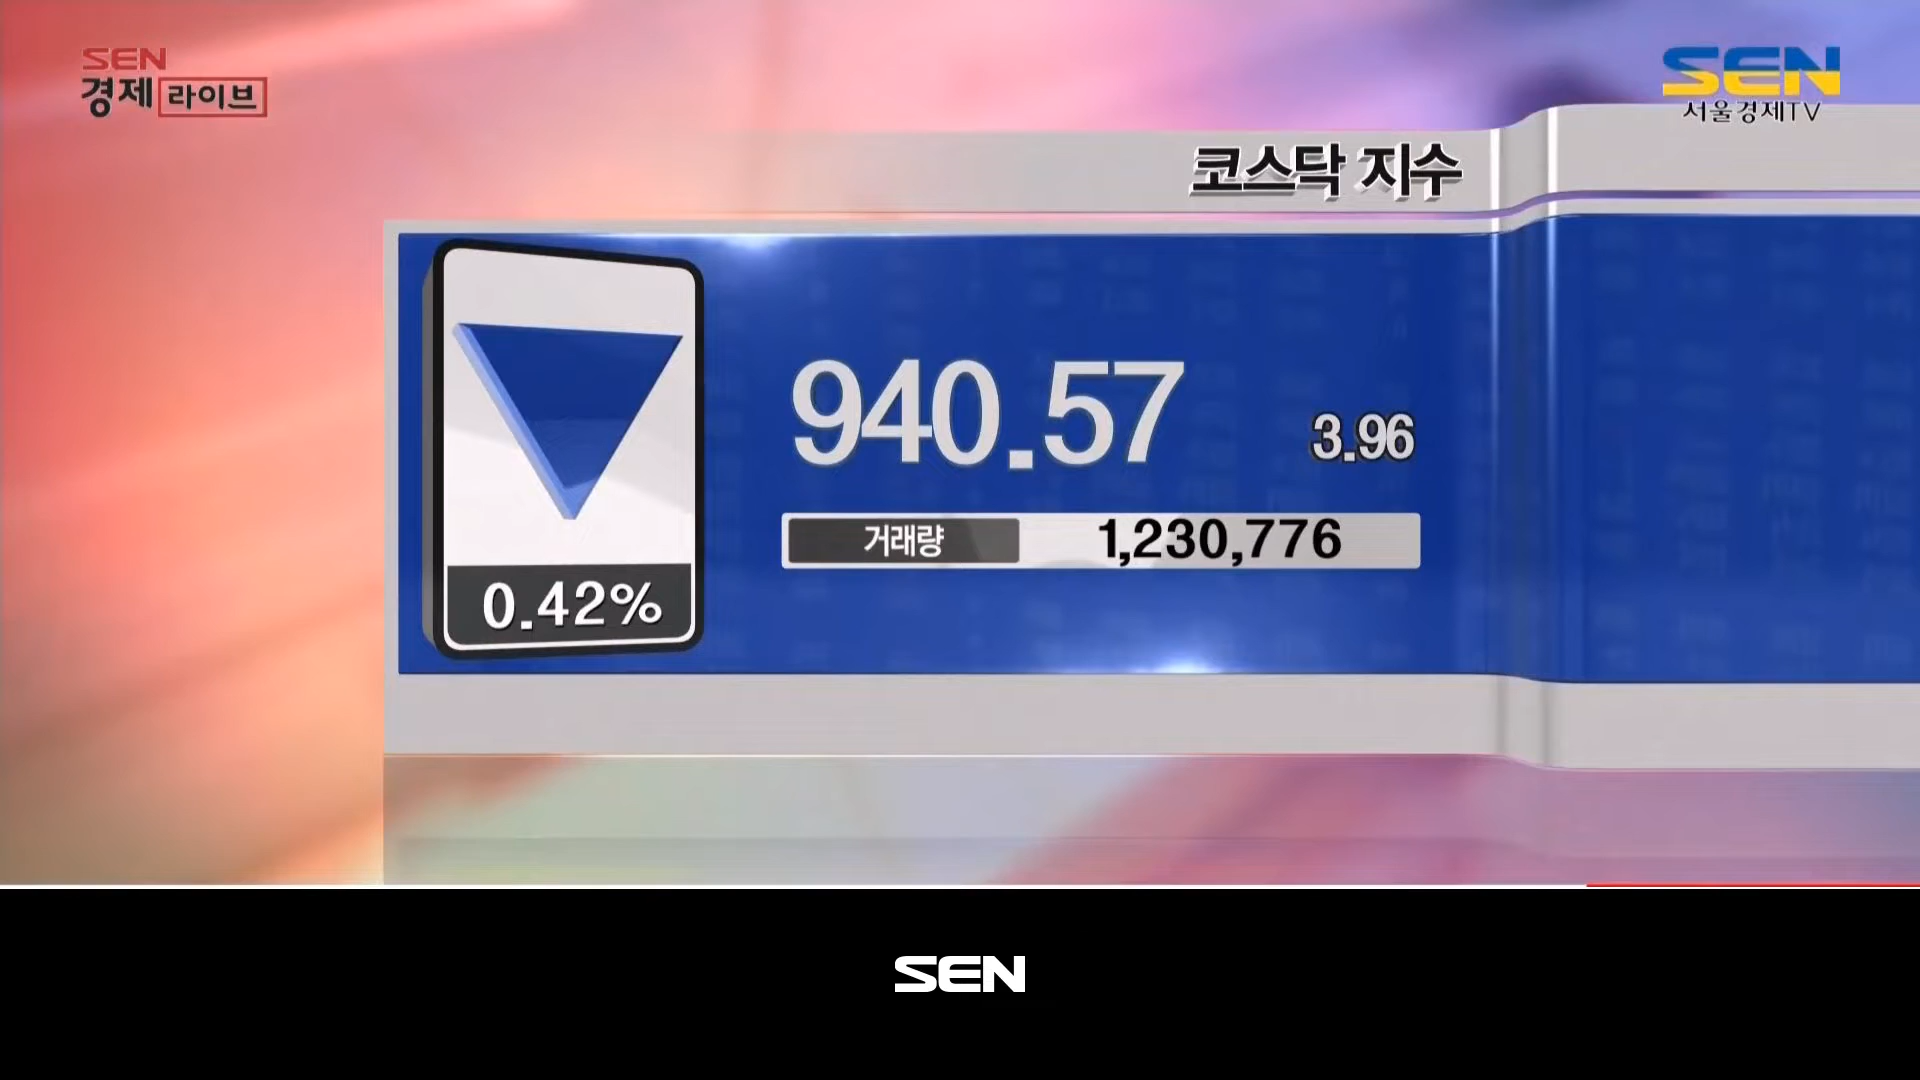 SEN
경제 라이브
SEN
서울경제TV
코스닥 지수
940.57
3.96
거래량 1,230,776
0.42%
SEN